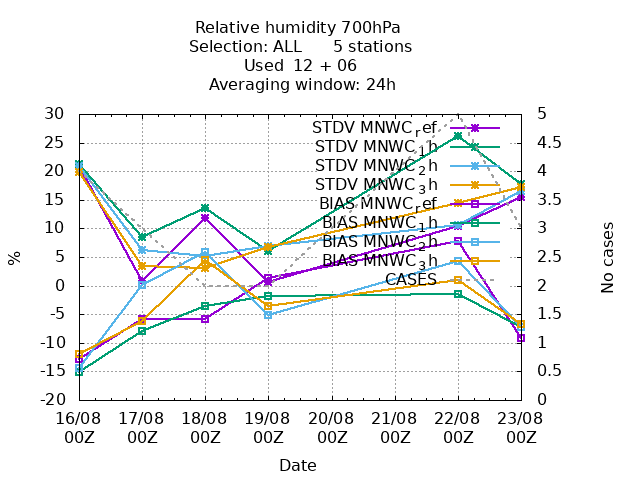 Relative humidity 700hPa
Selection: ALL 5 stations
Used 12 + 06
Averaging window: 24h
30 5
25 4.5
20 4
15 3.5
10 3
5 2.5
0 2
-5 1.5
-10 1
-15 0.5
-20 0
%
No cases
STDV MNWC_ref
STDV MNWC_1h
STDV MNWC_2h
STDV MNWC_3h
BIAS MNWC_ref
BIAS MNWC_1h
BIAS MNWC_2h
BIAS MNWC_3h
CASES
16/08 17/08 18/08 19/08 20/08 21/08 22/08 23/08
00Z 00Z 00Z 00Z 00Z 00Z 00Z 00Z
Date